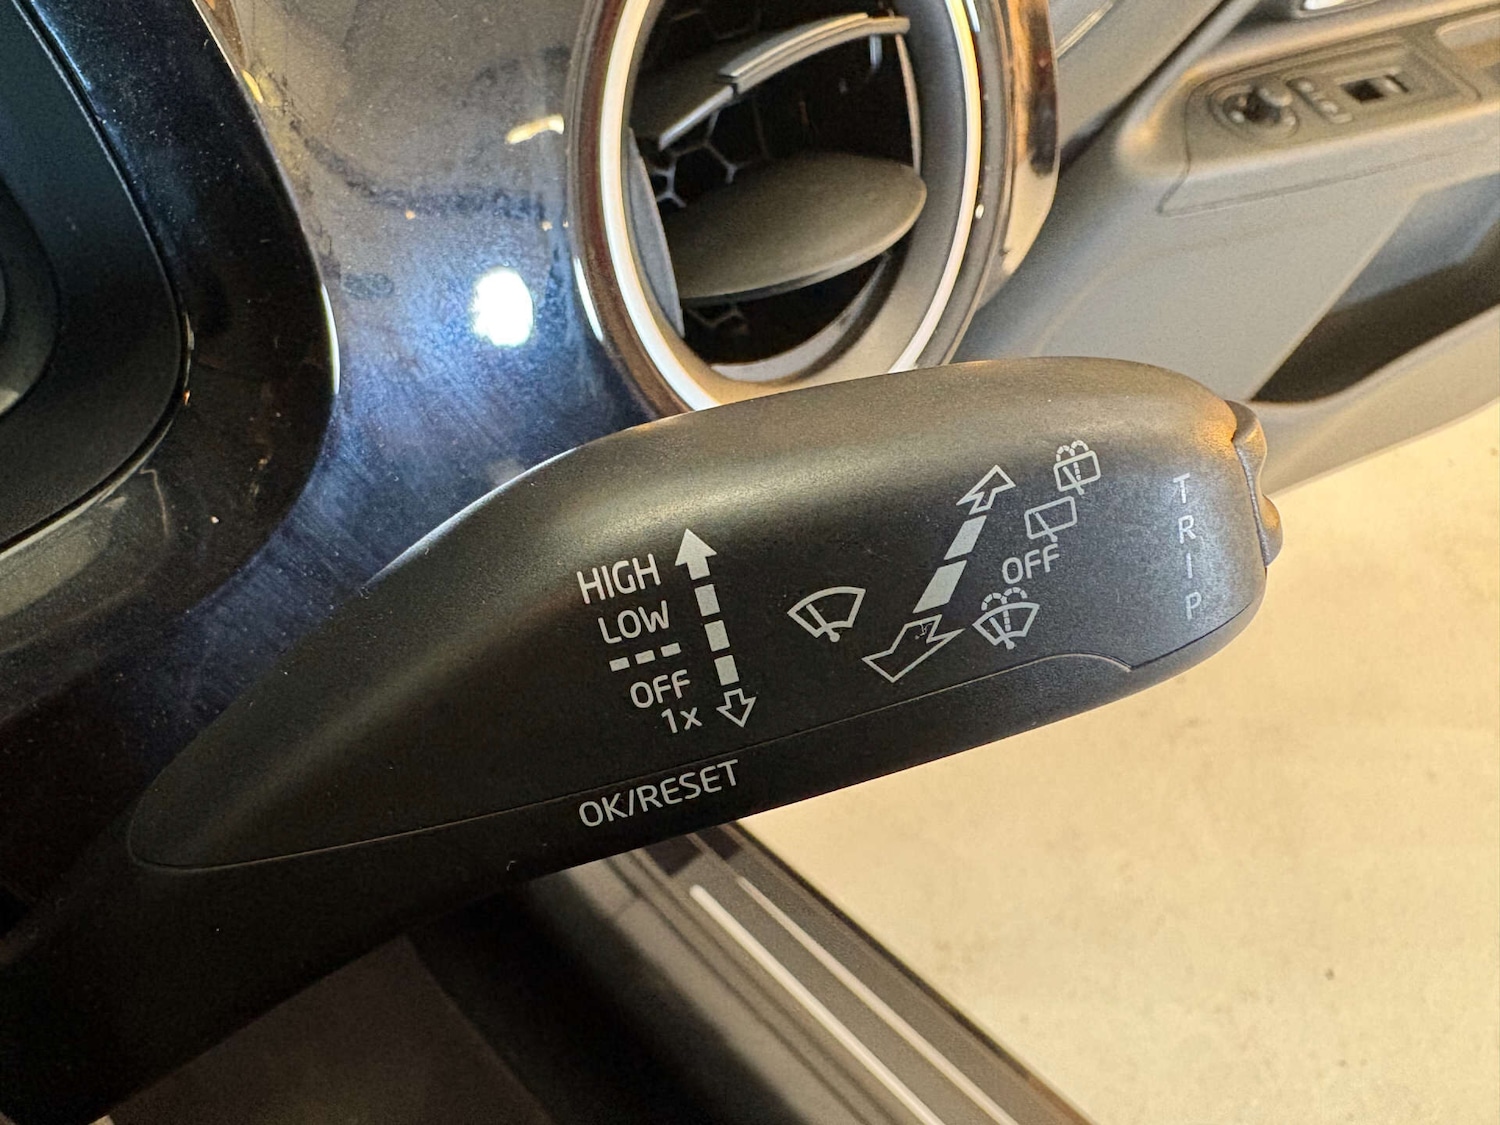 HIGH
LOW
OFF
1x
OFF
TRIP
OK/RESET